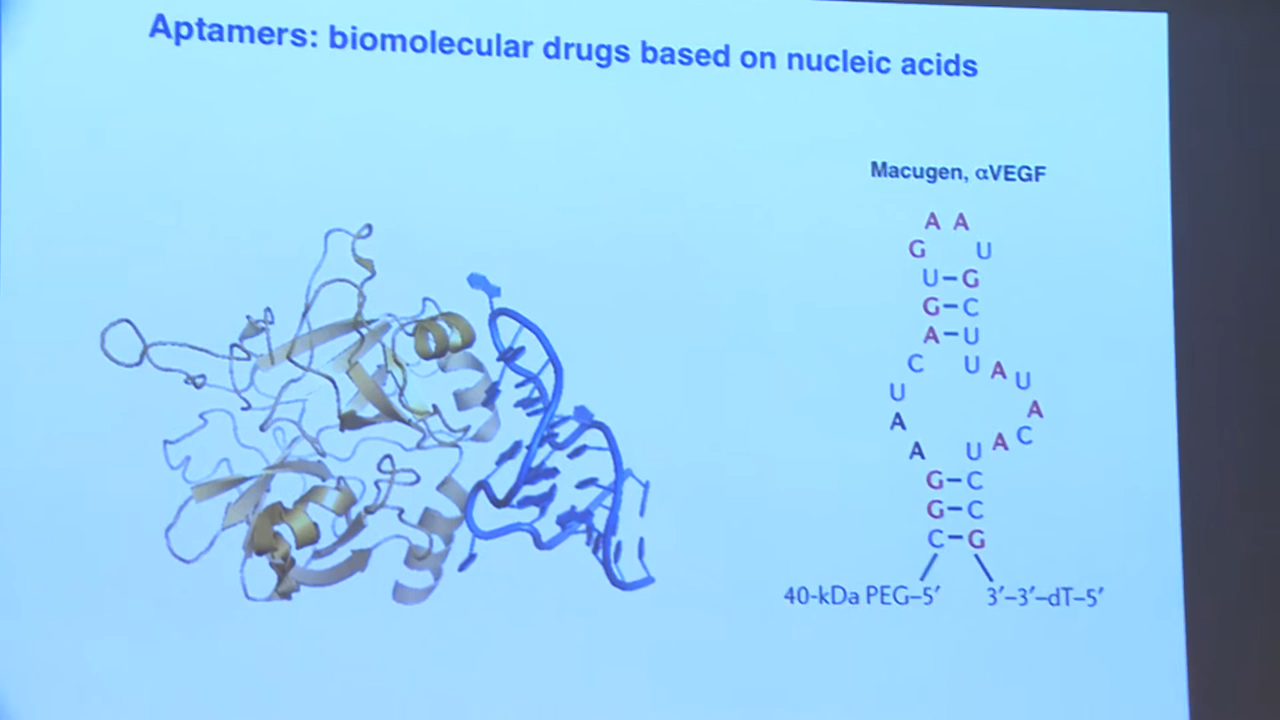 Aptamers: biomolecular drugs based on nucleic acids
Macugen, αVEGF
A A
G U
U–G
G–C
A–U
C U A U
U
A A
A U A C
G–C
G–C
C–G
40-kDa PEG–5′ 3′–3′–dT–5′